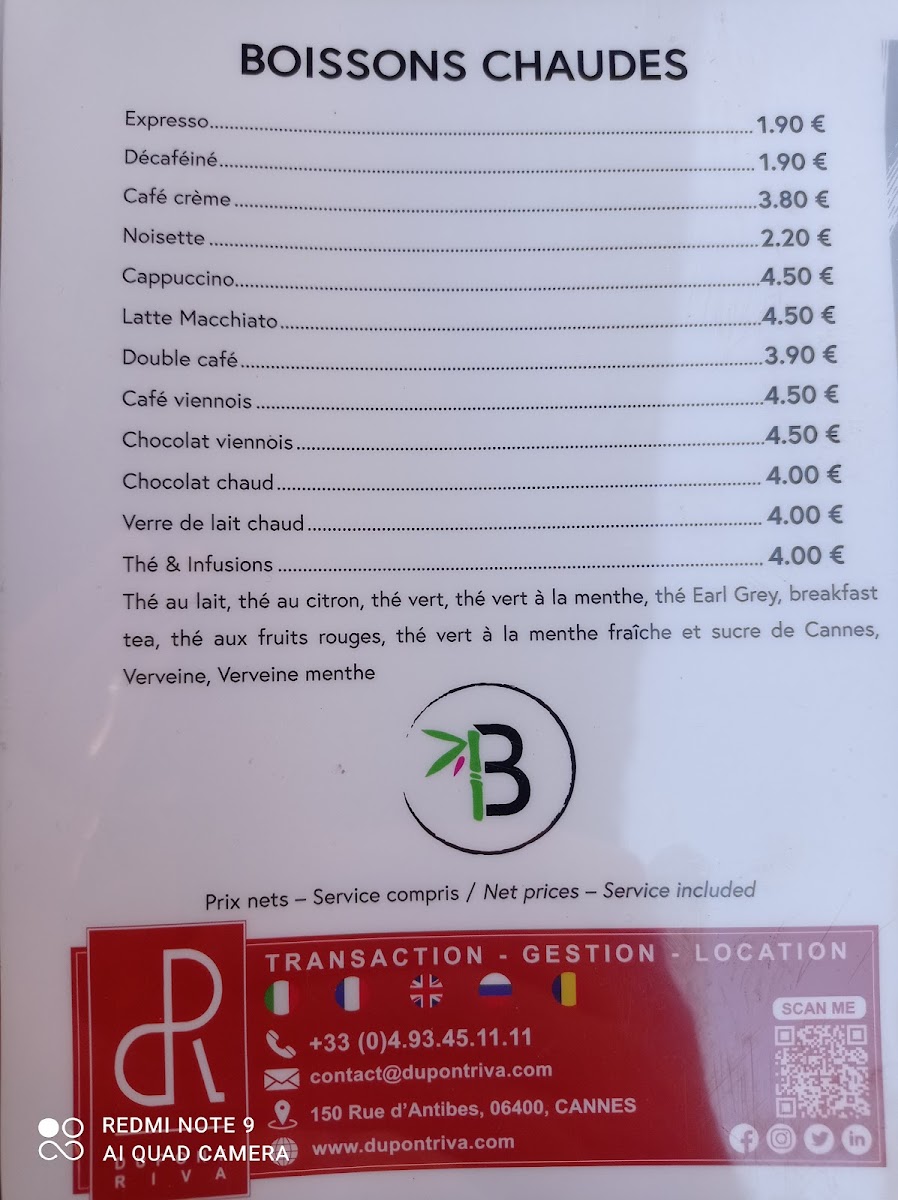 BOISSONS CHAUDES
Expresso 1.90 €
Décaféiné 1.90 €
Café crème 3.80 €
Noisette 2.20 €
Cappuccino 4.50 €
Latte Macchiato 4.50 €
Double café 3.90 €
Café viennois 4.50 €
Chocolat viennois 4.50 €
Chocolat chaud 4.00 €
Verre de lait chaud 4.00 €
Thé & Infusions 4.00 €
Thé au lait, thé au citron, thé vert, thé vert à la menthe, thé Earl Grey, breakfast
tea, thé aux fruits rouges, thé vert à la menthe fraîche et sucre de Cannes,
Verveine, Verveine menthe
B
Prix nets – Service compris / Net prices – Service included
TRANSACTION - GESTION - LOCATION
SCAN ME
+33 (0)4.93.45.11.11
contact@dupontriva.com
150 Rue d'Antibes, 06400, CANNES
www.dupontriva.com
DR
RIVA
REDMI NOTE 9
AI QUAD CAMERA